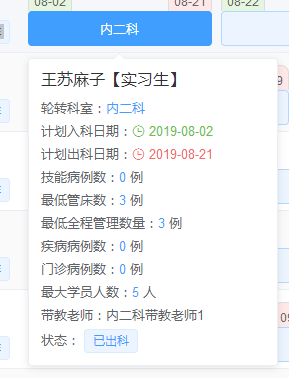 08-02
08-21
08-22
内二科
王苏麻子【实习生】
轮转科室：内二科
计划入科日期：2019-08-02
计划出科日期：2019-08-21
技能病例数：0 例
最低管床数：3 例
最低全程管理数量：3 例
疾病病例数：0 例
门诊病例数：0 例
最大学员人数：5 人
带教老师：内二科带教老师1
状态：已出科